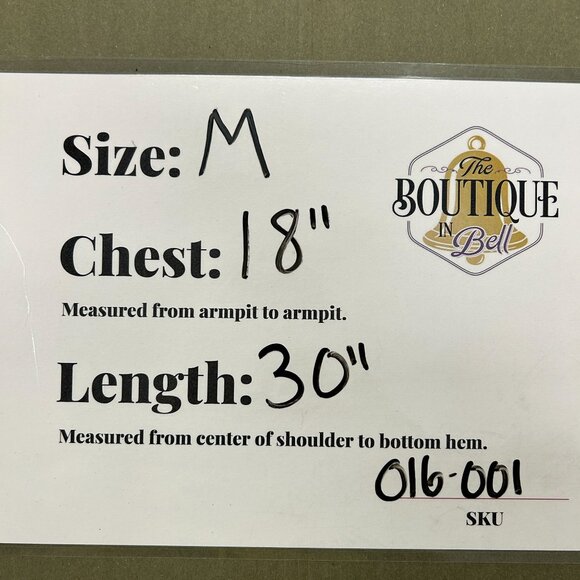 Size: M
The
BOUTIQUE
IN
Bell
Chest: 18"
Measured from armpit to armpit.
Length: 30"
Measured from center of shoulder to bottom hem.
016-001
SKU